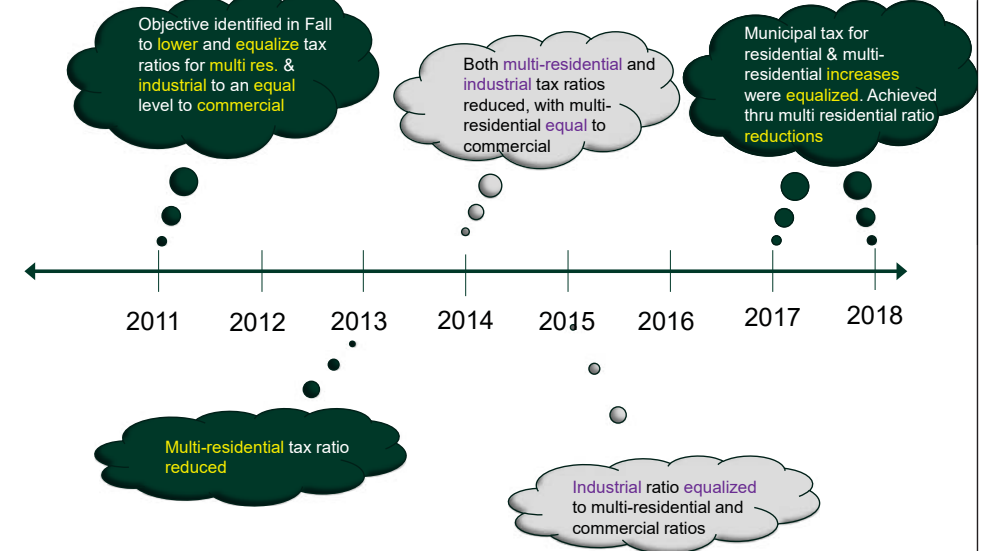 Objective identified in Fall
to lower and equalize tax
ratios for multi res. &
industrial to an equal
level to commercial
Both multi-residential and
industrial tax ratios
reduced, with multi-
residential equal to
commercial
Municipal tax for
residential & multi-
residential increases
were equalized. Achieved
thru multi residential ratio
reductions
2011
2012
2013
2014
2015
2016
2017
2018
Multi-residential tax ratio
reduced
Industrial ratio equalized
to multi-residential and
commercial ratios